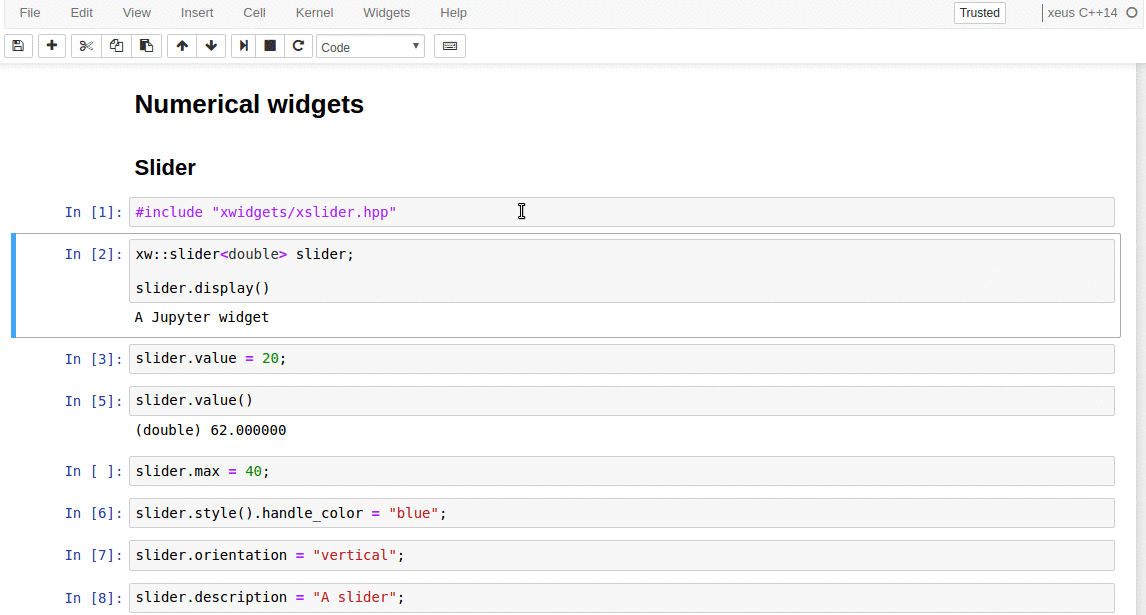 File Edit View Insert Cell Kernel Widgets Help Trusted xeus C++14
Code
Numerical widgets
Slider
In [1]: #include "xwidgets/xslider.hpp"
In [2]: xw::slider<double> slider;
slider.display()
A Jupyter widget
In [3]: slider.value = 20;
In [5]: slider.value()
(double) 62.000000
In [ ]: slider.max = 40;
In [6]: slider.style().handle_color = "blue";
In [7]: slider.orientation = "vertical";
In [8]: slider.description = "A slider";